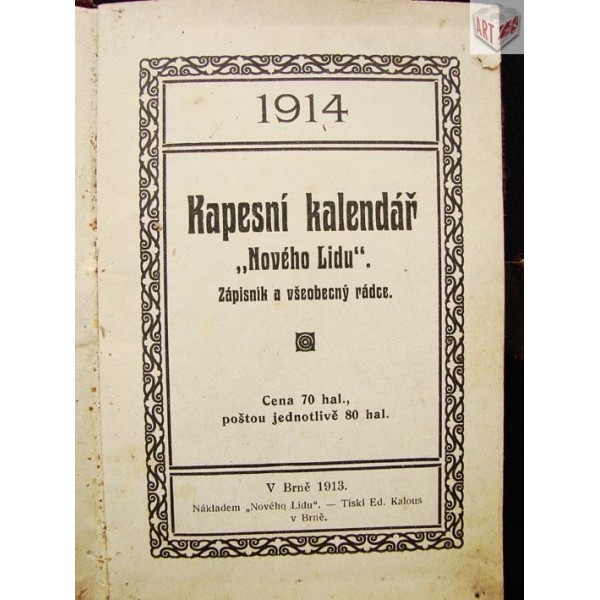 ART
1914
Kapesní kalendář
„Nového Lidu“.
Zápisník a všeobecný rádce.
Cena 70 hal.,
poštou jednotlivě 80 hal.
V Brně 1913.
Nákladem „Nového Lidu“. — Tiskl Ed. Kalous
v Brně.